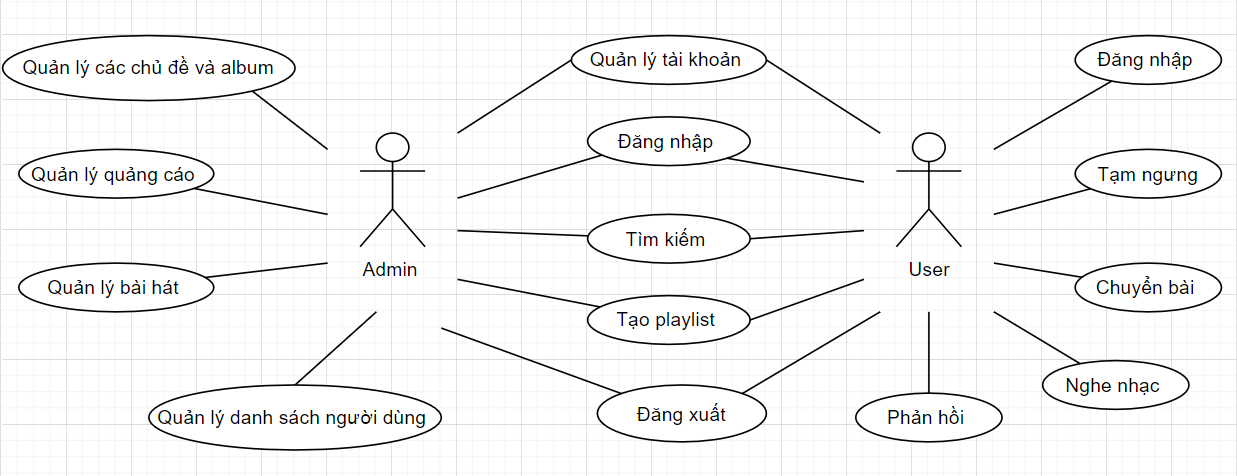 Quản lý các chủ đề và album
Quản lý tài khoản
Đăng nhập
Đăng nhập
Quản lý quảng cáo
Tạm ngưng
Tìm kiếm
Admin
User
Quản lý bài hát
Chuyển bài
Tạo playlist
Nghe nhạc
Quản lý danh sách người dùng
Đăng xuất
Phản hồi